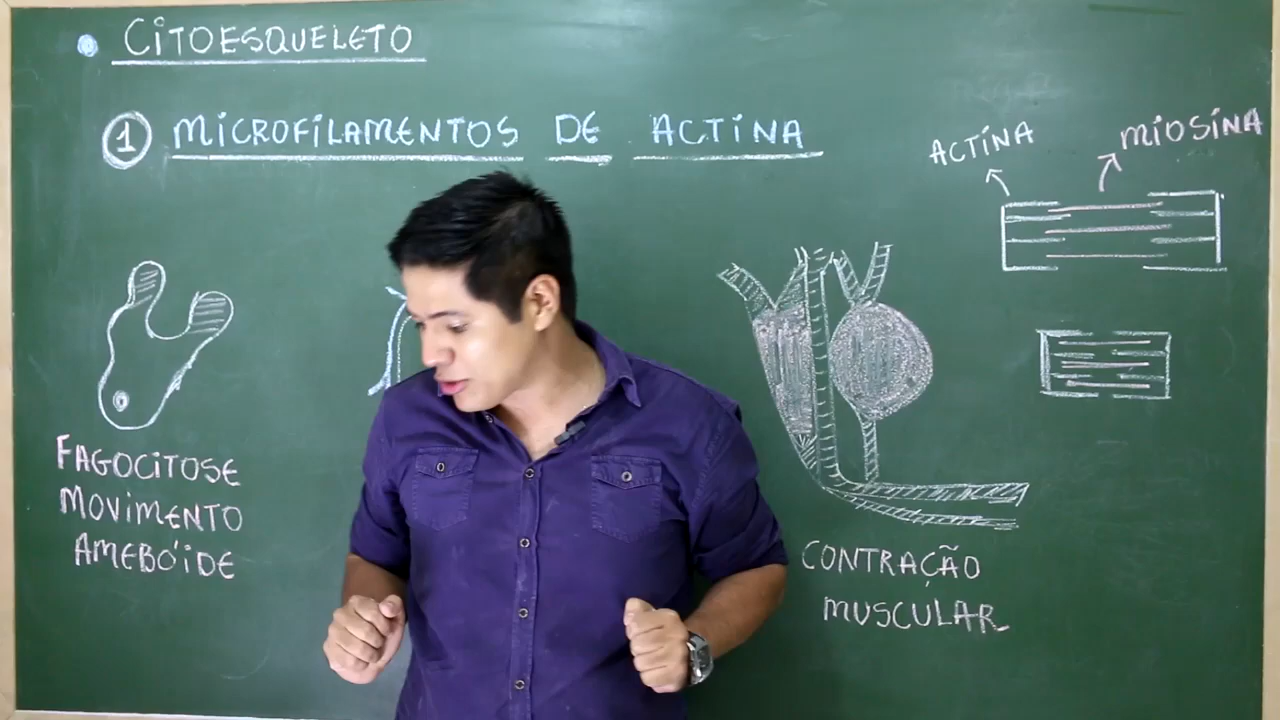 CITOESQUELETO
1 MICROFILAMENTOS DE ACTINA
ACTINA
MIOSINA
FAGOCITOSE
MOVIMENTO
AMEBÓIDE
CONTRAÇÃO
MUSCULAR